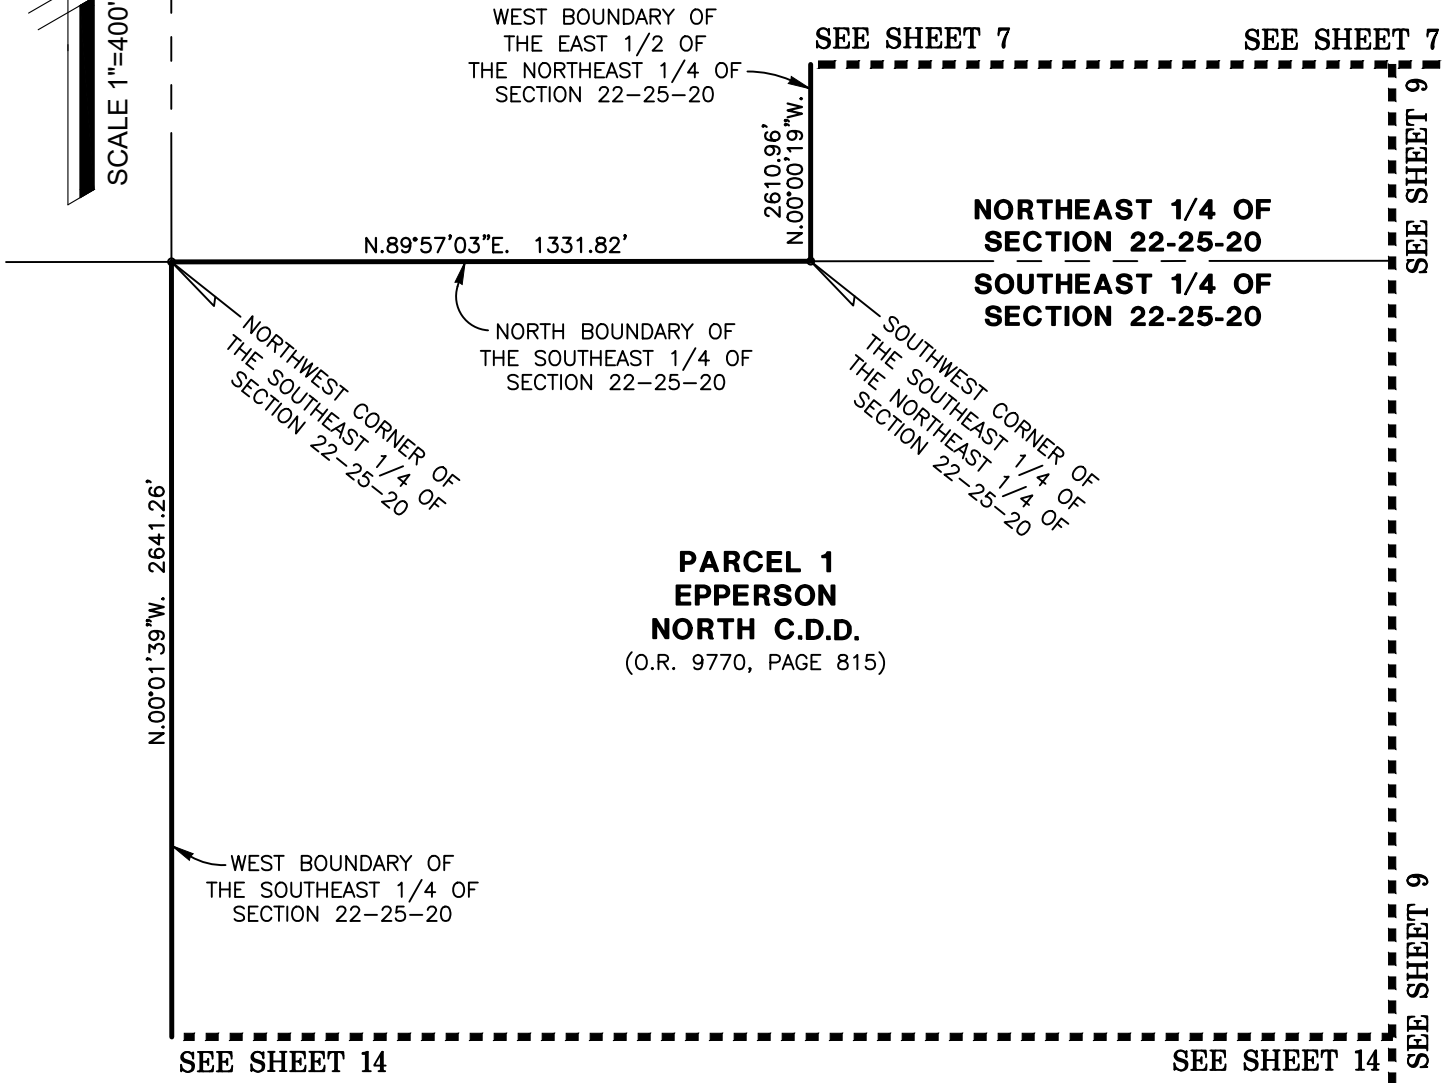 SCALE 1"=400'
WEST BOUNDARY OF
THE EAST 1/2 OF
THE NORTHEAST 1/4 OF
SECTION 22-25-20
SEE SHEET 7
SEE SHEET 7
SEE SHEET 9
2610.96'
N.00°00'19"W.
NORTHEAST 1/4 OF
SECTION 22-25-20
SOUTHEAST 1/4 OF
SECTION 22-25-20
N.89°57'03"E. 1331.82'
NORTH BOUNDARY OF
THE SOUTHEAST 1/4 OF
SECTION 22-25-20
NORTHWEST CORNER OF
THE SOUTHEAST 1/4 OF
SECTION 22-25-20
SOUTHWEST CORNER OF
THE SOUTHEAST 1/4 OF
THE NORTHEAST 1/4 OF
SECTION 22-25-20
N.00°01'39"W. 2641.26'
PARCEL 1
EPPERSON
NORTH C.D.D.
(O.R. 9770, PAGE 815)
WEST BOUNDARY OF
THE SOUTHEAST 1/4 OF
SECTION 22-25-20
SEE SHEET 9
SEE SHEET 14
SEE SHEET 14